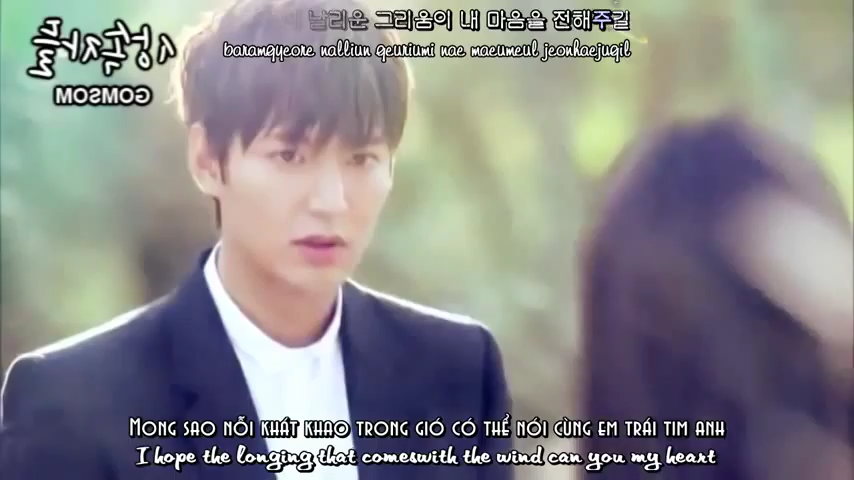 날리운 그리움이 내 마음을 전해주길
baramgyeore nalliun geuriumi nae maeumeul jeonhaejugil
GOMSOM
MONG SAO NỖI KHÁT KHAO TRONG GIÓ CÓ THỂ NÓI CÙNG EM TRÁI TIM ANH
I hope the longing that comeswith the wind can you my heart